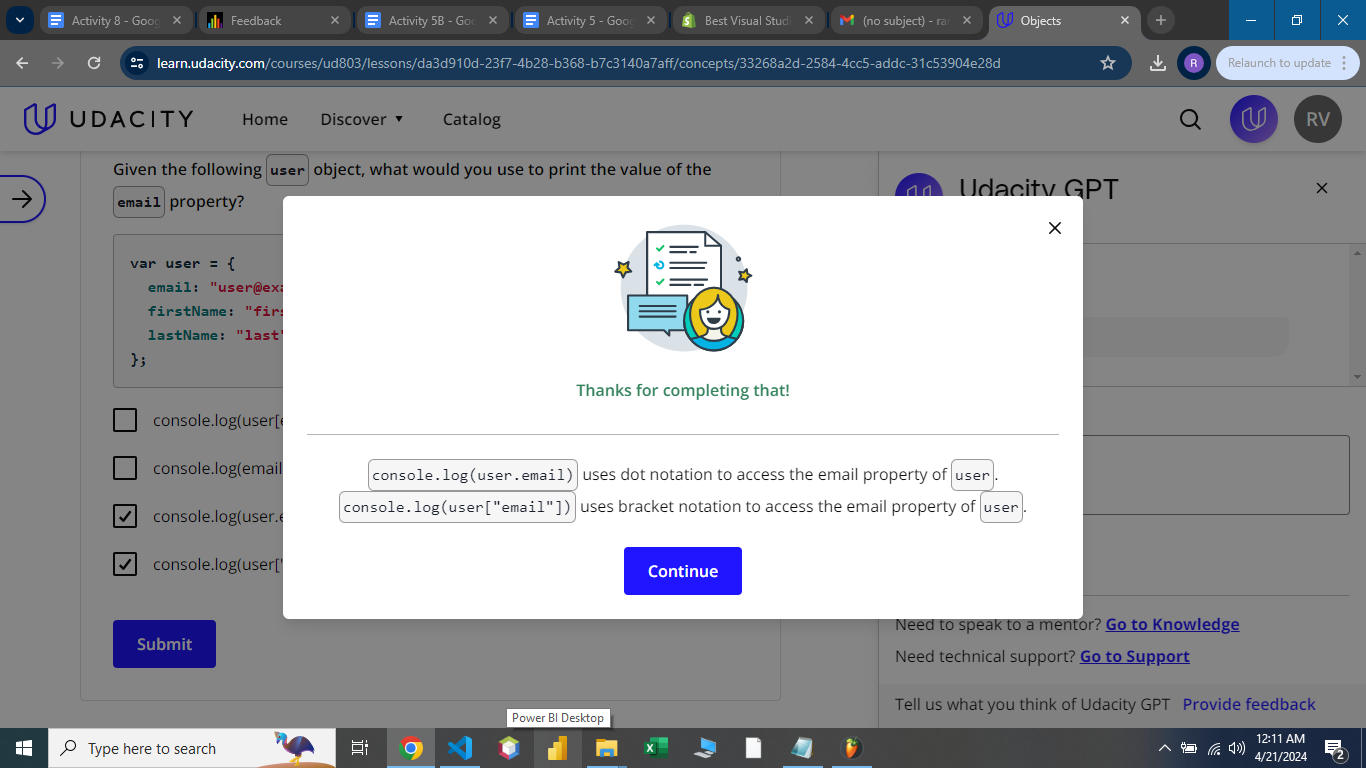 Activity 8 - Goog
Feedback
Activity 5B - Goo
Activity 5 - Goog
Best Visual Studi
(no subject) - ran
Objects
learn.udacity.com/courses/ud803/lessons/da3d910d-23f7-4b28-b368-b7c3140a7aff/concepts/33268a2d-2584-4cc5-addc-31c53904e28d
R
Relaunch to update
UDACITY
Home
Discover
Catalog
RV
Given the following user object, what would you use to print the value of the
email property?
Udacity GPT
var user = {
email: "user@exa
firstName: "firs
lastName: "last"
};
console.log(user[e
console.log(email
console.log(user.e
console.log(user["
Submit
Thanks for completing that!
console.log(user.email) uses dot notation to access the email property of user.
console.log(user["email"]) uses bracket notation to access the email property of user.
Continue
Need to speak to a mentor? Go to Knowledge
Need technical support? Go to Support
Tell us what you think of Udacity GPT Provide feedback
Power BI Desktop
Type here to search
12:11 AM
4/21/2024
2